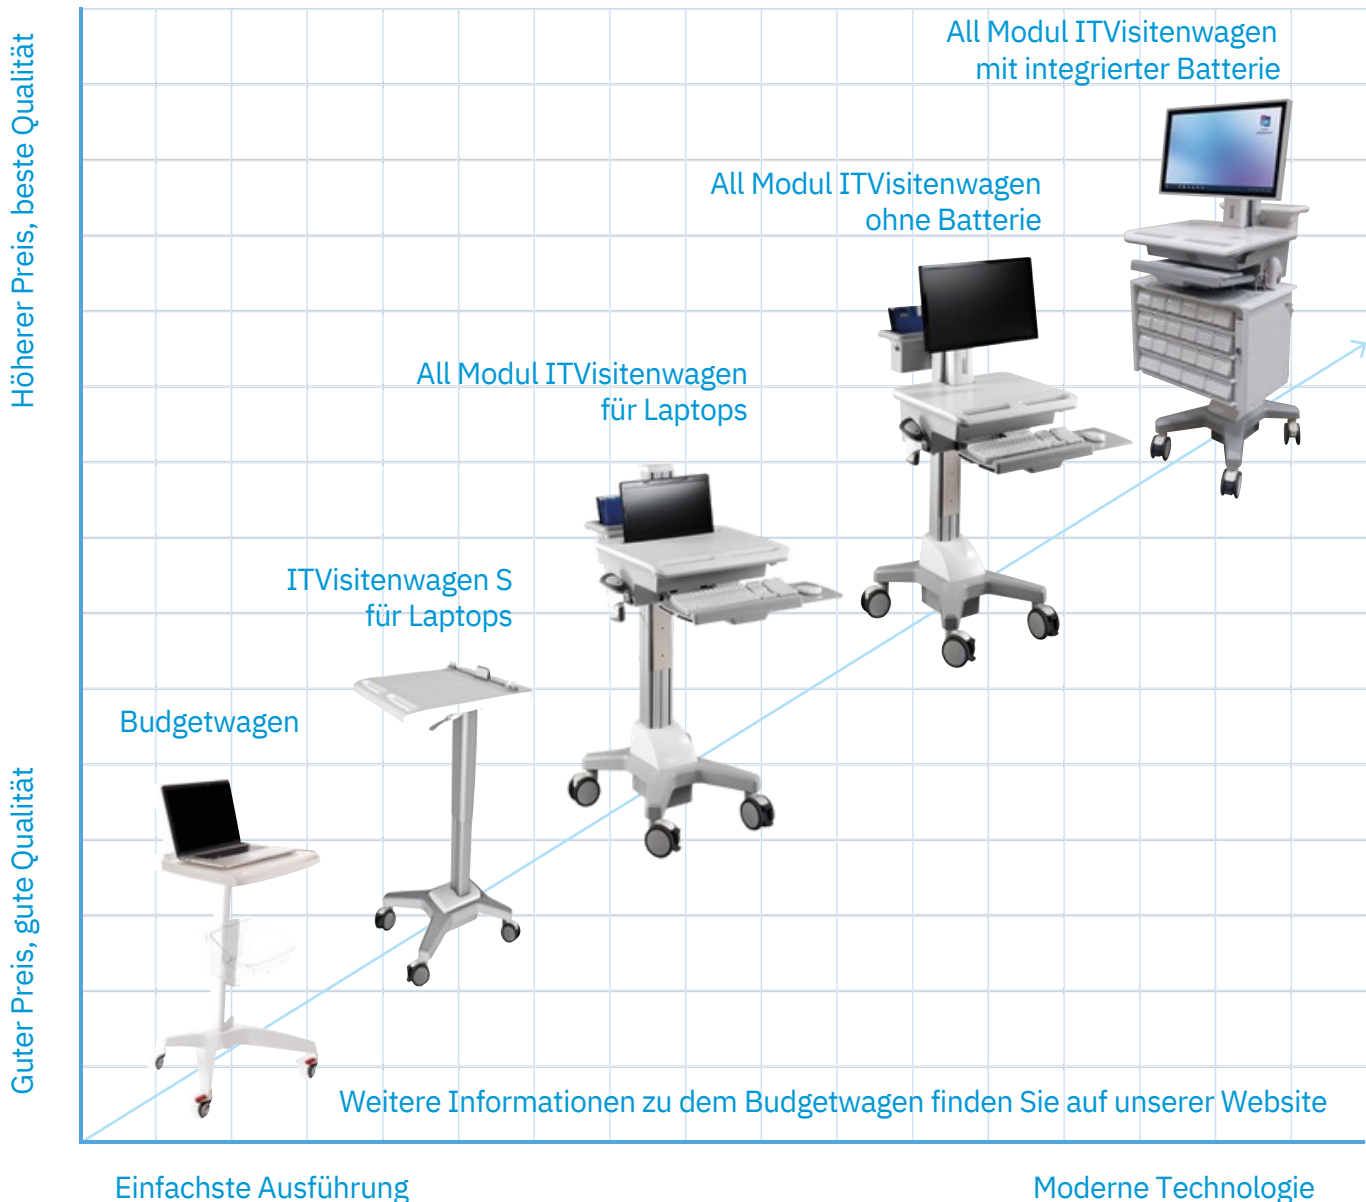 All Modul ITVisitenwagen
mit integrierter Batterie
Höherer Preis, beste Qualität
All Modul ITVisitenwagen
ohne Batterie
All Modul ITVisitenwagen
für Laptops
ITVisitenwagen S
für Laptops
Budgetwagen
Guter Preis, gute Qualität
Weitere Informationen zu dem Budgetwagen finden Sie auf unserer Website
Einfachste Ausführung
Moderne Technologie